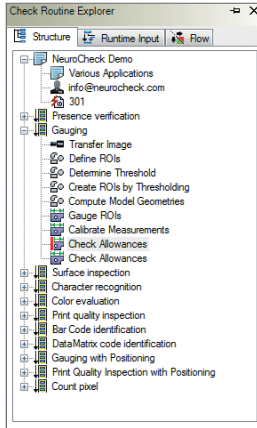 Check Routine Explorer
Structure Runtime Input Flow
NeuroCheck Demo
Various Applications
info@neurocheck.com
301
Presence verification
Gauging
Transfer Image
Define ROIs
Determine Threshold
Create ROIs by Thresholding
Compute Model Geometries
Gauge ROIs
Calibrate Measurements
Check Allowances
Check Allowances
Surface inspection
Character recognition
Color evaluation
Print quality inspection
Bar Code identification
DataMatrix code identification
Gauging with Positioning
Print Quality Inspection with Positioning
Count pixel